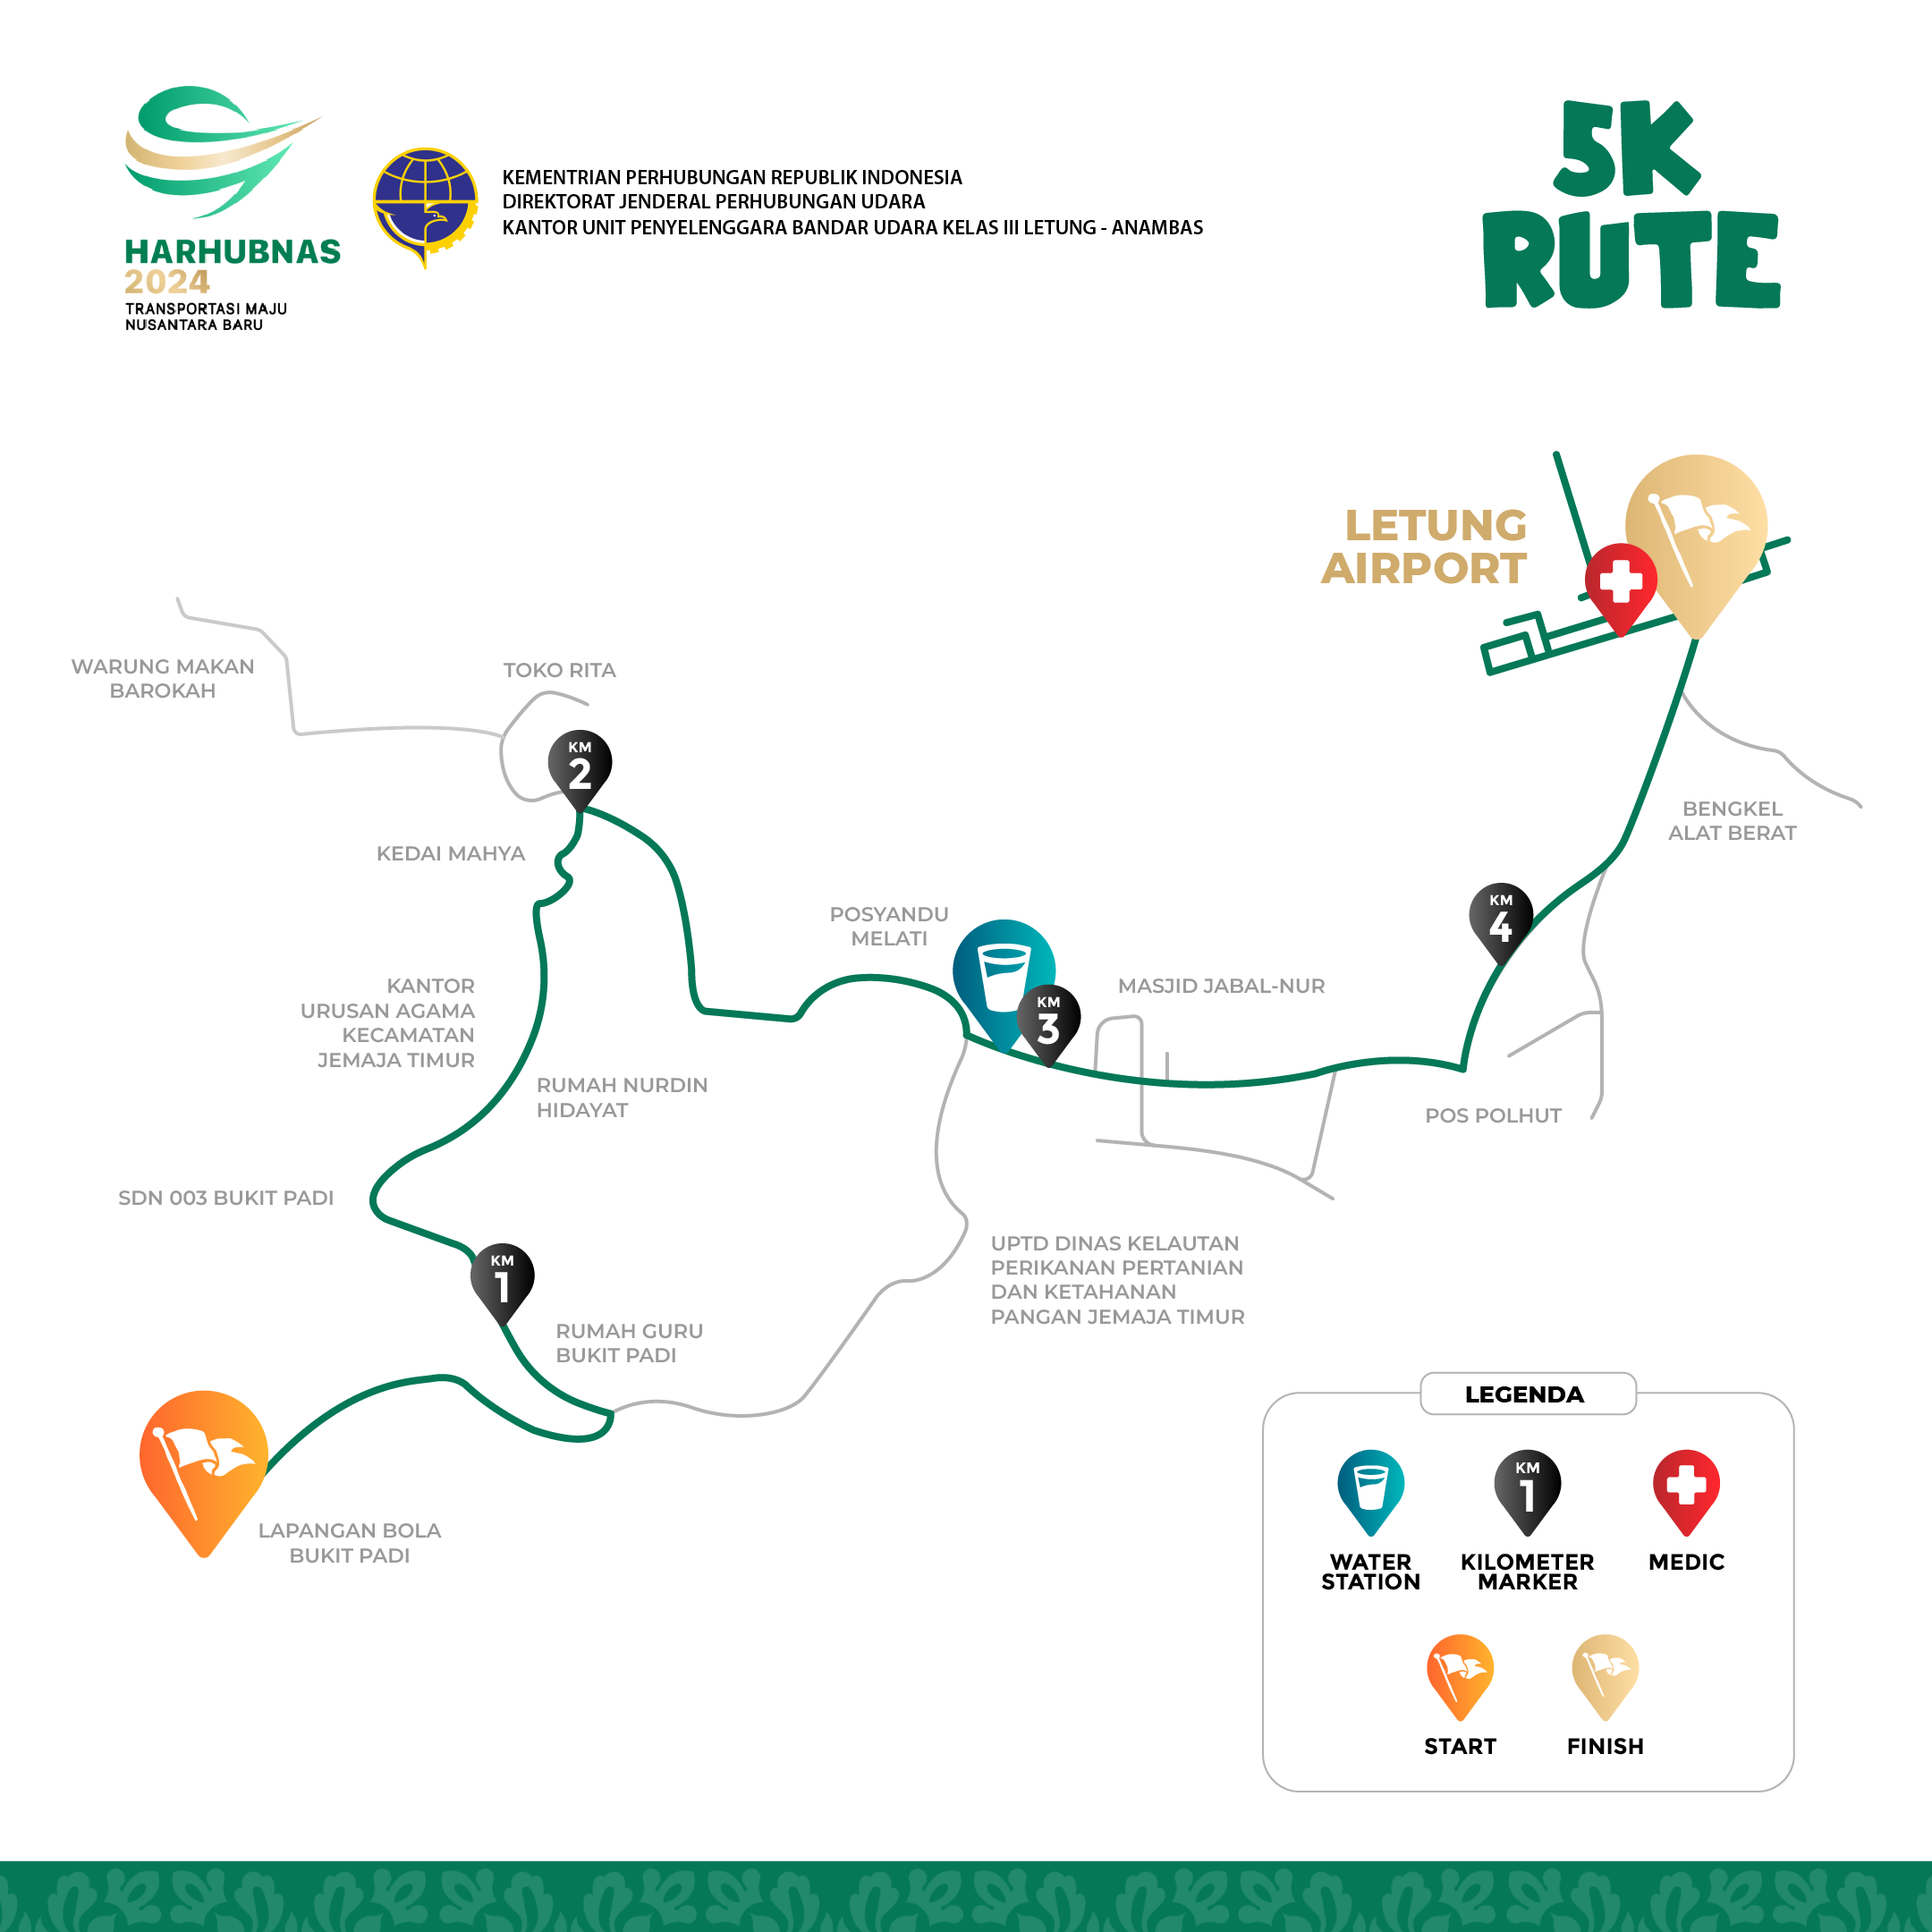 HARHUBNAS
2024
TRANSPORTASI MAJU
NUSANTARA BARU
KEMENTRIAN PERHUBUNGAN REPUBLIK INDONESIA
DIREKTORAT JENDERAL PERHUBUNGAN UDARA
KANTOR UNIT PENYELENGGARA BANDAR UDARA KELAS III LETUNG - ANAMBAS
5K
RUTE
LETUNG
AIRPORT
WARUNG MAKAN
BAROKAH
TOKO RITA
KM
2
BENGKEL
ALAT BERAT
KEDAI MAHYA
KM
4
POSYANDU
MELATI
KM
3
MASJID JABAL-NUR
KANTOR
URUSAN AGAMA
KECAMATAN
JEMAJA TIMUR
RUMAH NURDIN
HIDAYAT
POS POLHUT
SDN 003 BUKIT PADI
KM
1
UPTD DINAS KELAUTAN
PERIKANAN PERTANIAN
DAN KETAHANAN
PANGAN JEMAJA TIMUR
RUMAH GURU
BUKIT PADI
LAPANGAN BOLA
BUKIT PADI
LEGENDA
KM
1
WATER
STATION
KILOMETER
MARKER
MEDIC
START
FINISH